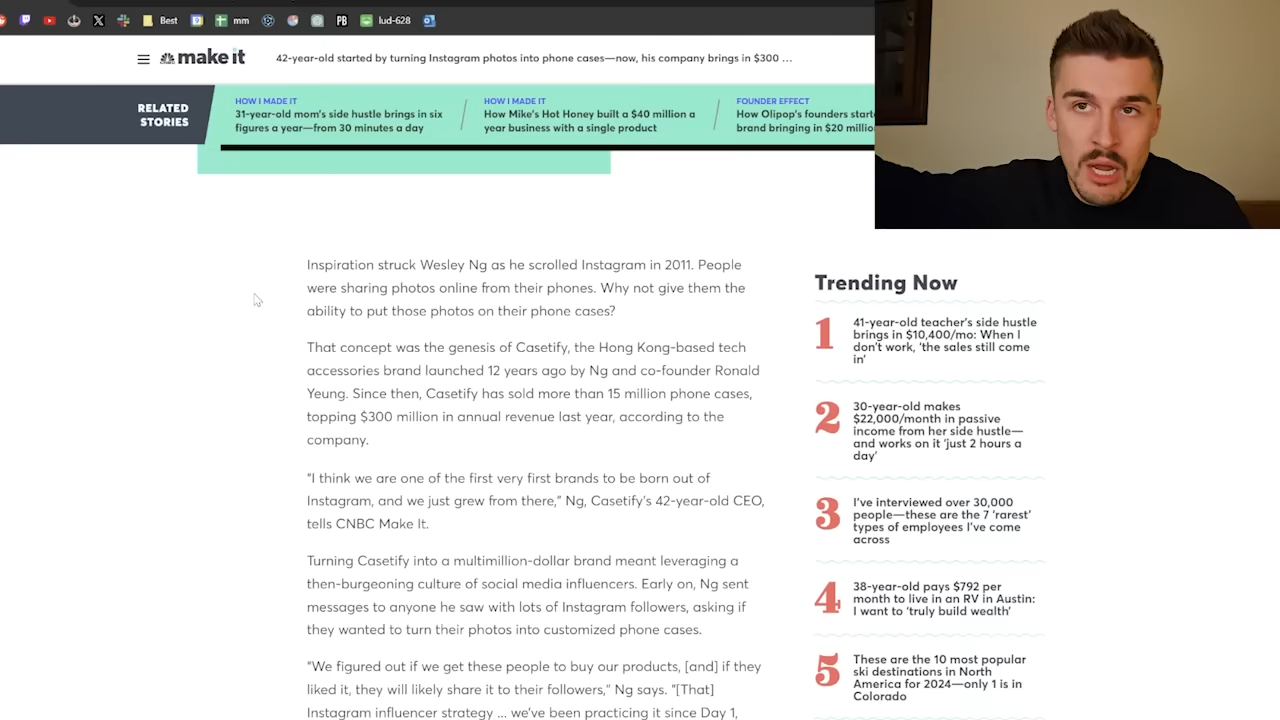 Best
mm
PB
lud-628
make it
42-year-old started by turning Instagram photos into phone cases—now, his company brings in $300 ...
RELATED
STORIES
HOW I MADE IT
31-year-old mom's side hustle brings in six
figures a year—from 30 minutes a day
HOW I MADE IT
How Mike's Hot Honey built a $40 million a
year business with a single product
FOUNDER EFFECT
How Olipop's founders start
brand bringing in $20 millio
Inspiration struck Wesley Ng as he scrolled Instagram in 2011. People
were sharing photos online from their phones. Why not give them the
ability to put those photos on their phone cases?
That concept was the genesis of Casetify, the Hong Kong-based tech
accessories brand launched 12 years ago by Ng and co-founder Ronald
Yeung. Since then, Casetify has sold more than 15 million phone cases,
topping $300 million in annual revenue last year, according to the
company.
"I think we are one of the first very first brands to be born out of
Instagram, and we just grew from there," Ng, Casetify's 42-year-old CEO,
tells CNBC Make It.
Turning Casetify into a multimillion-dollar brand meant leveraging a
then-burgeoning culture of social media influencers. Early on, Ng sent
messages to anyone he saw with lots of Instagram followers, asking if
they wanted to turn their photos into customized phone cases.
"We figured out if we get these people to buy our products, [and] if they
liked it, they will likely share it to their followers," Ng says. "[That]
Instagram influencer strategy ... we've been practicing it since Day 1,
Trending Now
1
41-year-old teacher's side hustle
brings in $10,400/mo: When I
don't work, 'the sales still come
in'
2
30-year-old makes
$22,000/month in passive
income from her side hustle—
and works on it 'just 2 hours a
day'
3
I've interviewed over 30,000
people—these are the 7 'rarest'
types of employees I've come
across
4
38-year-old pays $792 per
month to live in an RV in Austin:
I want to 'truly build wealth'
5
These are the 10 most popular
ski destinations in North
America for 2024—only 1 is in
Colorado